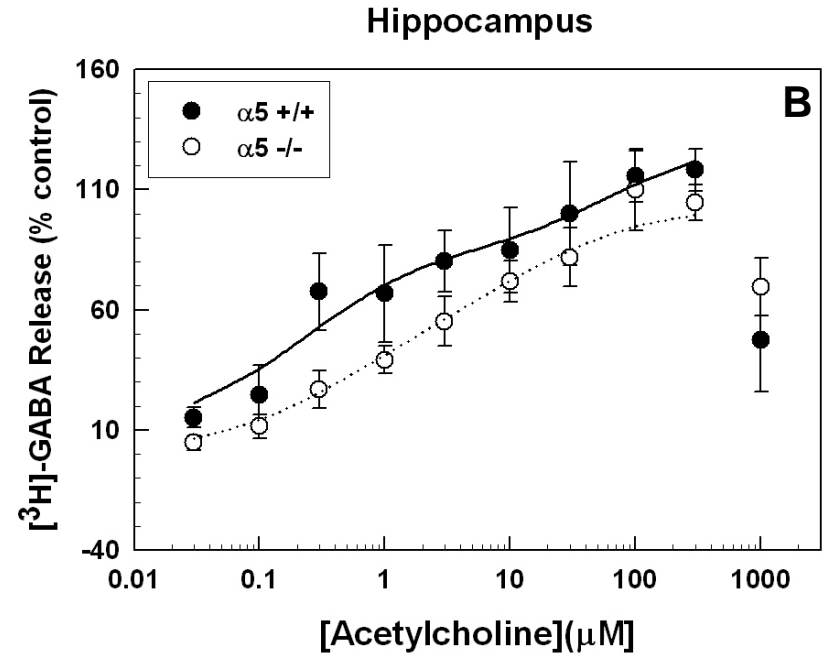 Hippocampus
B
α5 +/+
α5 -/-
[³H]-GABA Release (% control)
160
110
60
10
-40
0.01 0.1 1 10 100 1000
[Acetylcholine](μM]